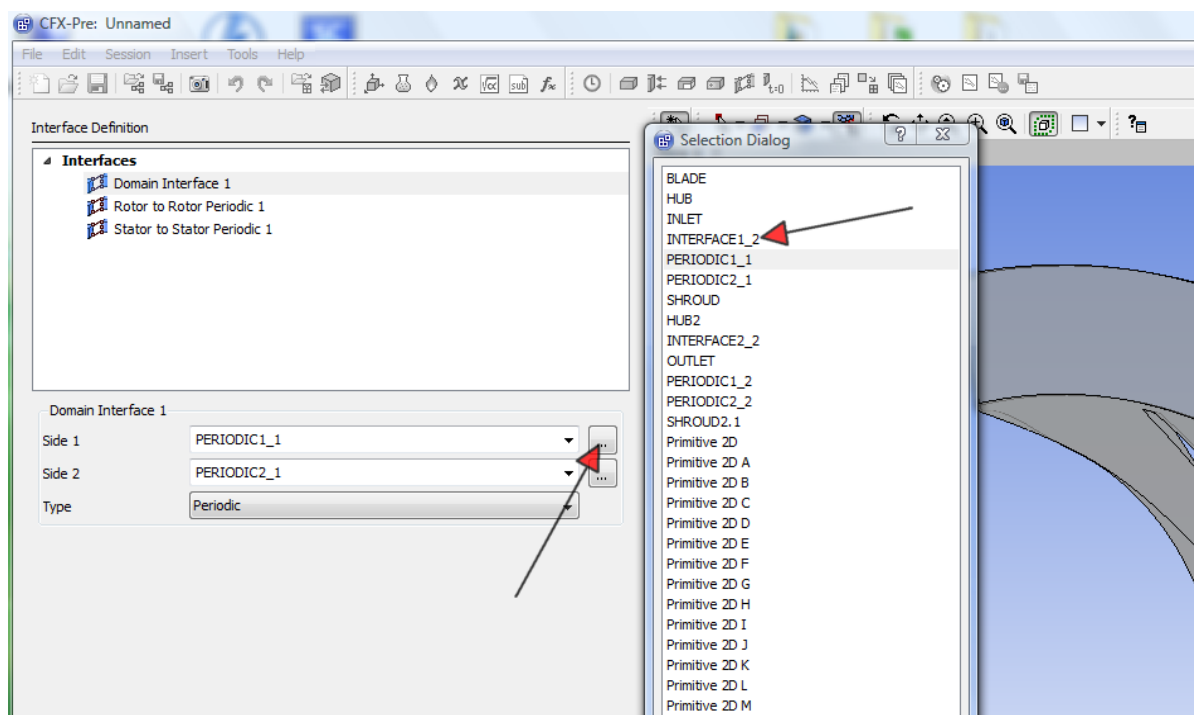 CFX-Pre: Unnamed
File Edit Session Insert Tools Help
Interface Definition
Interfaces
Domain Interface 1
Rotor to Rotor Periodic 1
Stator to Stator Periodic 1
Domain Interface 1
Side 1 PERIODIC1_1 ...
Side 2 PERIODIC2_1 ...
Type Periodic
Selection Dialog
BLADE
HUB
INLET
INTERFACE1_2
PERIODIC1_1
PERIODIC2_1
SHROUD
HUB2
INTERFACE2_2
OUTLET
PERIODIC1_2
PERIODIC2_2
SHROUD2.1
Primitive 2D
Primitive 2D A
Primitive 2D B
Primitive 2D C
Primitive 2D D
Primitive 2D E
Primitive 2D F
Primitive 2D G
Primitive 2D H
Primitive 2D I
Primitive 2D J
Primitive 2D K
Primitive 2D L
Primitive 2D M